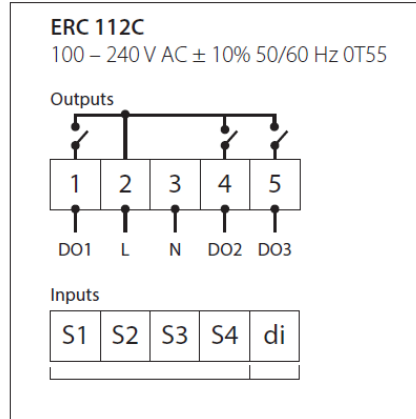 ERC 112C
100 – 240 V AC ± 10% 50/60 Hz 0T55
Outputs
1 2 3 4 5
DO1 L N DO2 DO3
Inputs
S1 S2 S3 S4 di